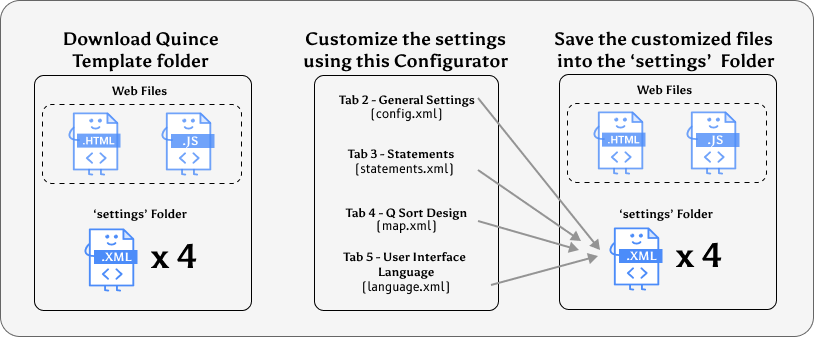 Download Quince
Template folder
Web Files
.HTML
.JS
‘settings’ Folder
.XML
x 4
Customize the settings
using this Configurator
Tab 2 - General Settings
(config.xml)
Tab 3 - Statements
(statements.xml)
Tab 4 - Q Sort Design
(map.xml)
Tab 5 - User Interface
Language
(language.xml)
Save the customized files
into the ‘settings’ Folder
Web Files
.HTML
.JS
‘settings’ Folder
.XML
x 4